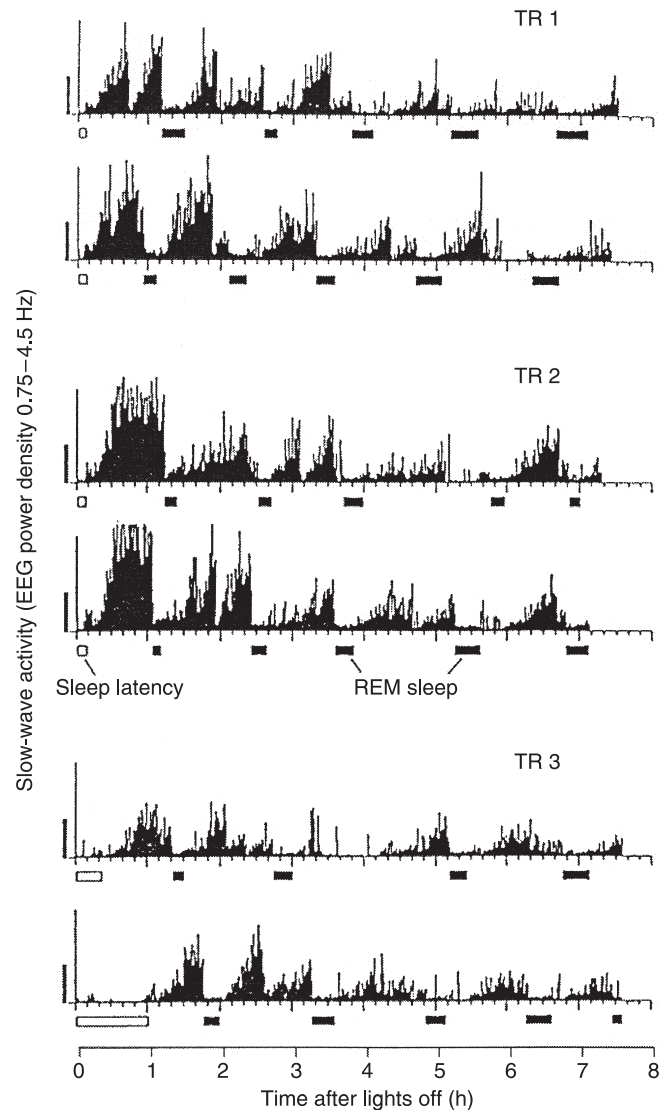 TR 1
Slow-wave activity (EEG power density 0.75–4.5 Hz)
TR 2
Sleep latency
REM sleep
TR 3
0 1 2 3 4 5 6 7 8
Time after lights off (h)